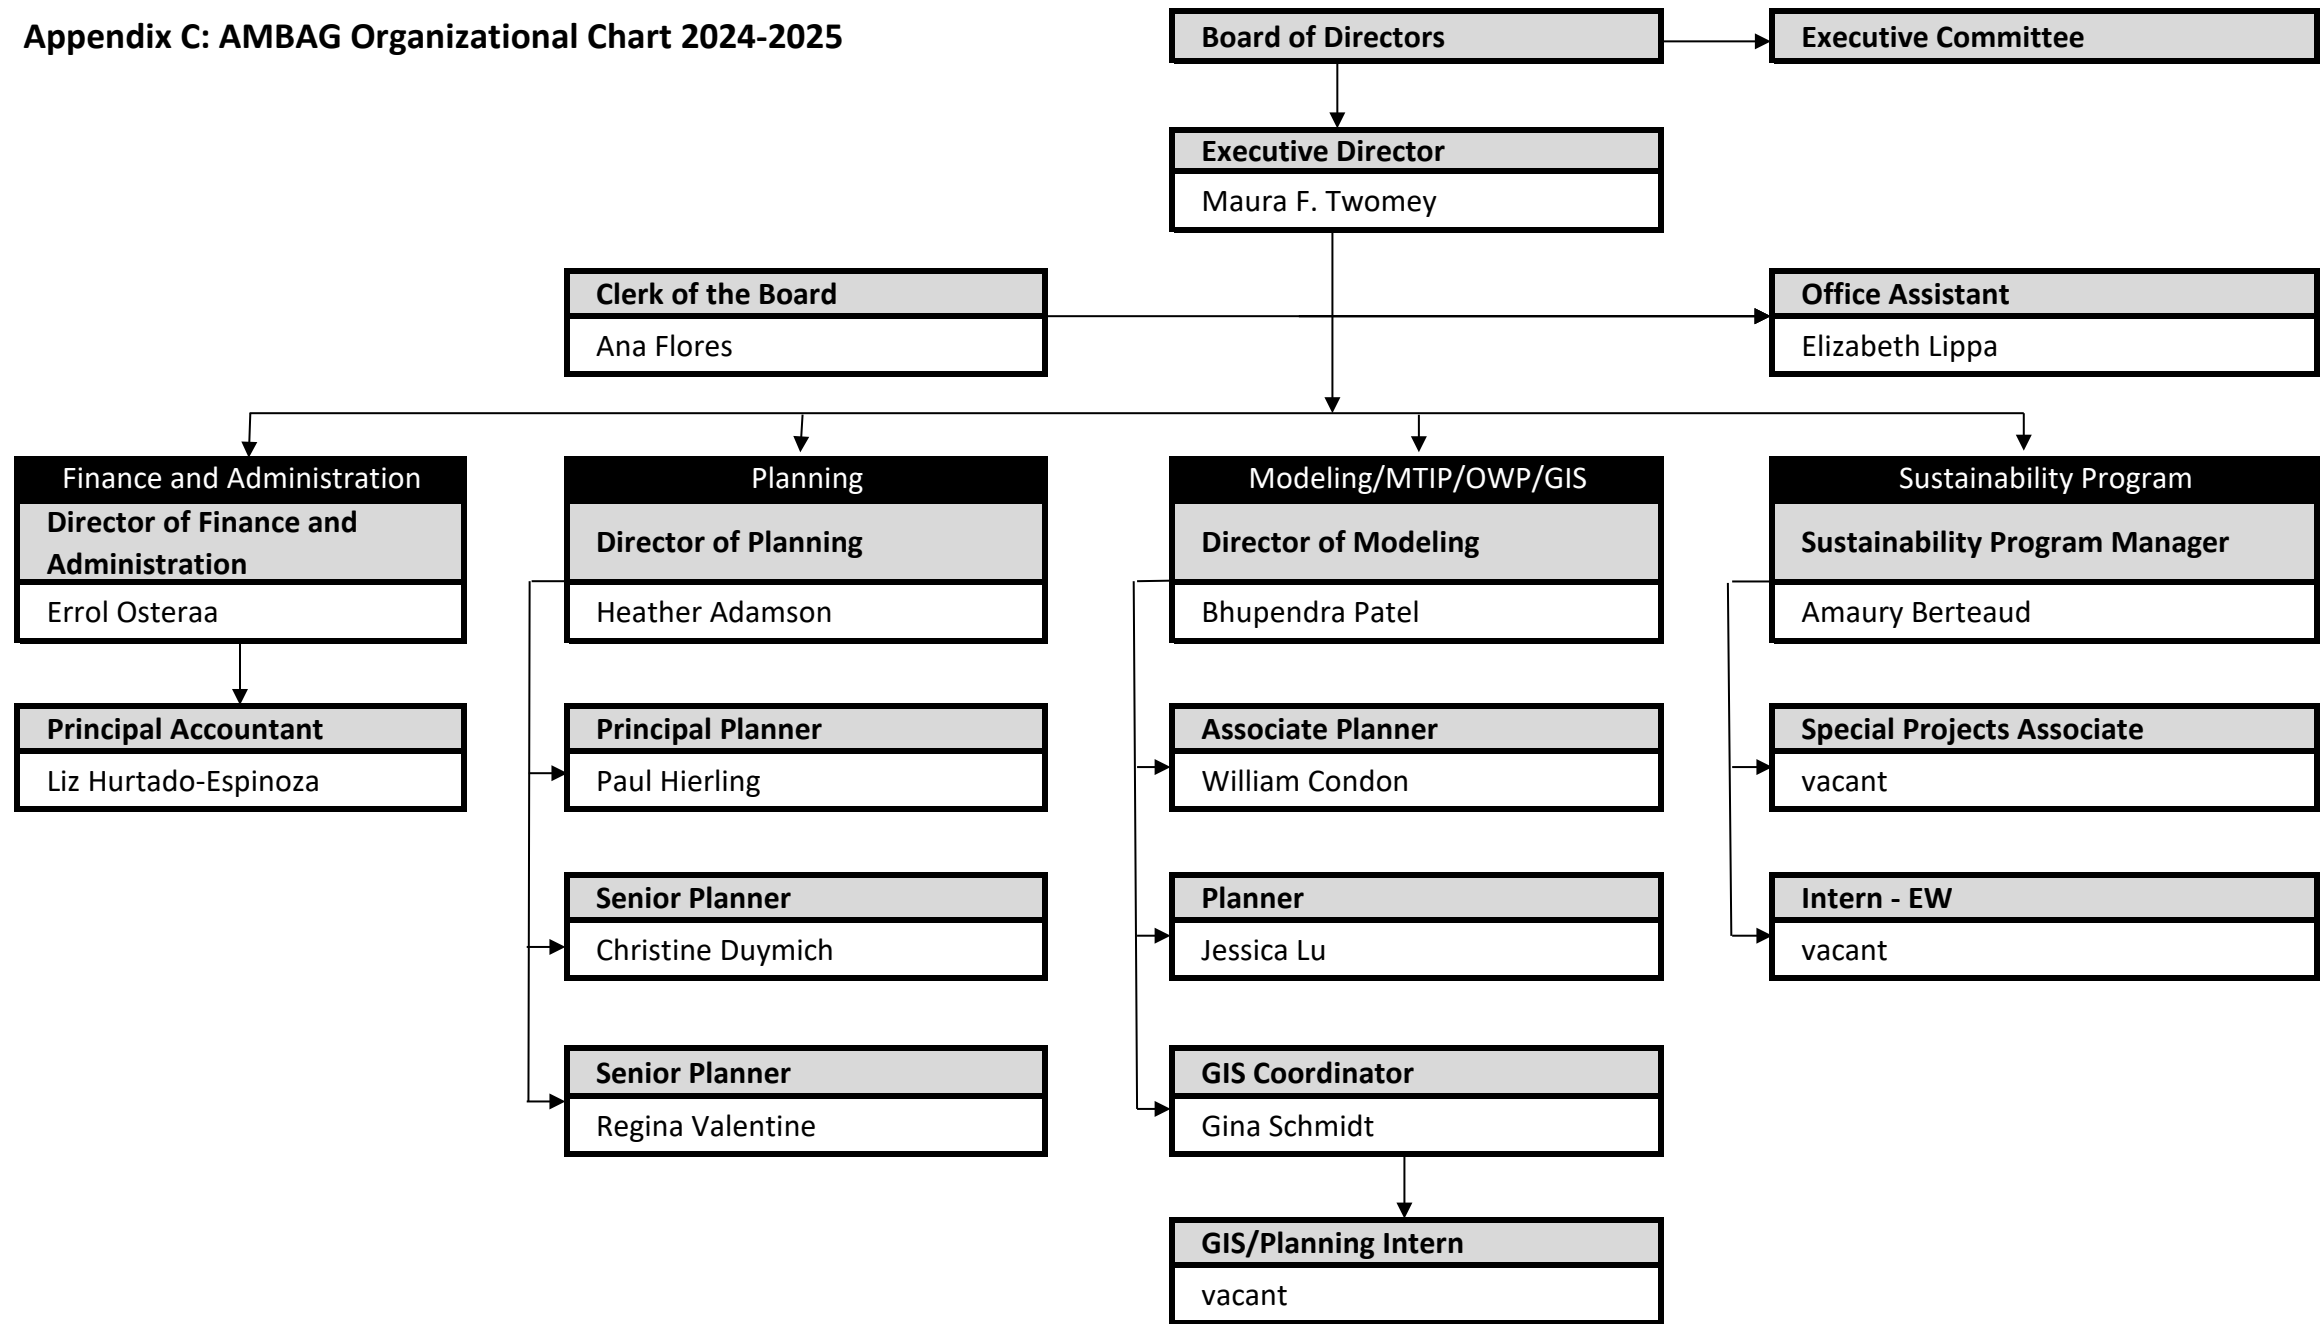 Appendix C: AMBAG Organizational Chart 2024-2025
Board of Directors
Executive Committee
Executive Director
Maura F. Twomey
Clerk of the Board
Ana Flores
Office Assistant
Elizabeth Lippa
Finance and Administration
Director of Finance and
Administration
Errol Osteraa
Principal Accountant
Liz Hurtado-Espinoza
Planning
Director of Planning
Heather Adamson
Principal Planner
Paul Hierling
Senior Planner
Christine Duymich
Senior Planner
Regina Valentine
Modeling/MTIP/OWP/GIS
Director of Modeling
Bhupendra Patel
Associate Planner
William Condon
Planner
Jessica Lu
GIS Coordinator
Gina Schmidt
GIS/Planning Intern
vacant
Sustainability Program
Sustainability Program Manager
Amaury Berteaud
Special Projects Associate
vacant
Intern - EW
vacant